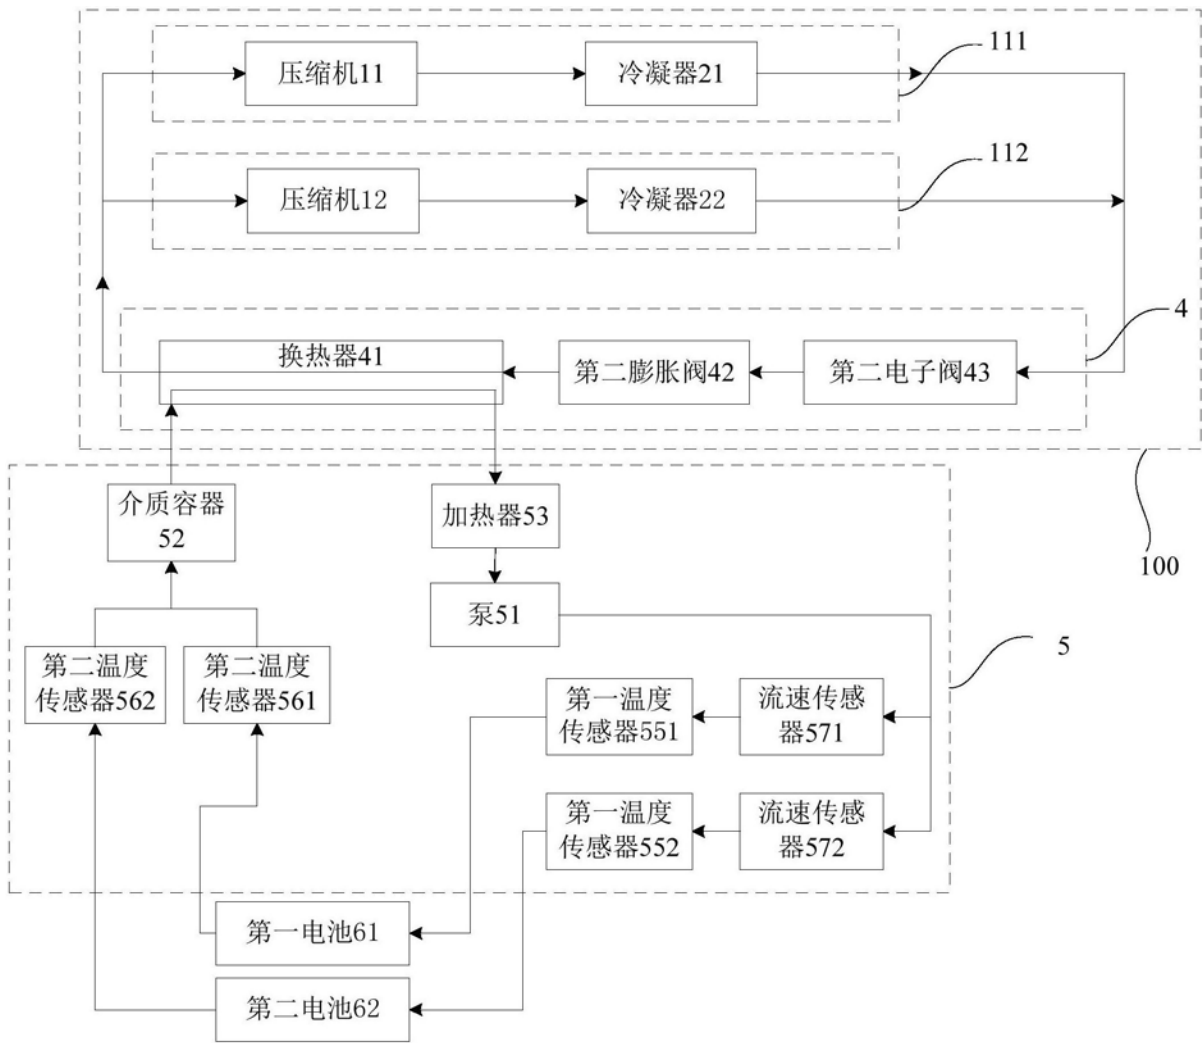 压缩机11
冷凝器21
111
压缩机12
冷凝器22
112
4
换热器41
第二膨胀阀42
第二电子阀43
介质容器
52
加热器53
100
泵51
5
第二温度
传感器562
第二温度
传感器561
第一温度
传感器551
流速传感
器571
第一温度
传感器552
流速传感
器572
第一电池61
第二电池62